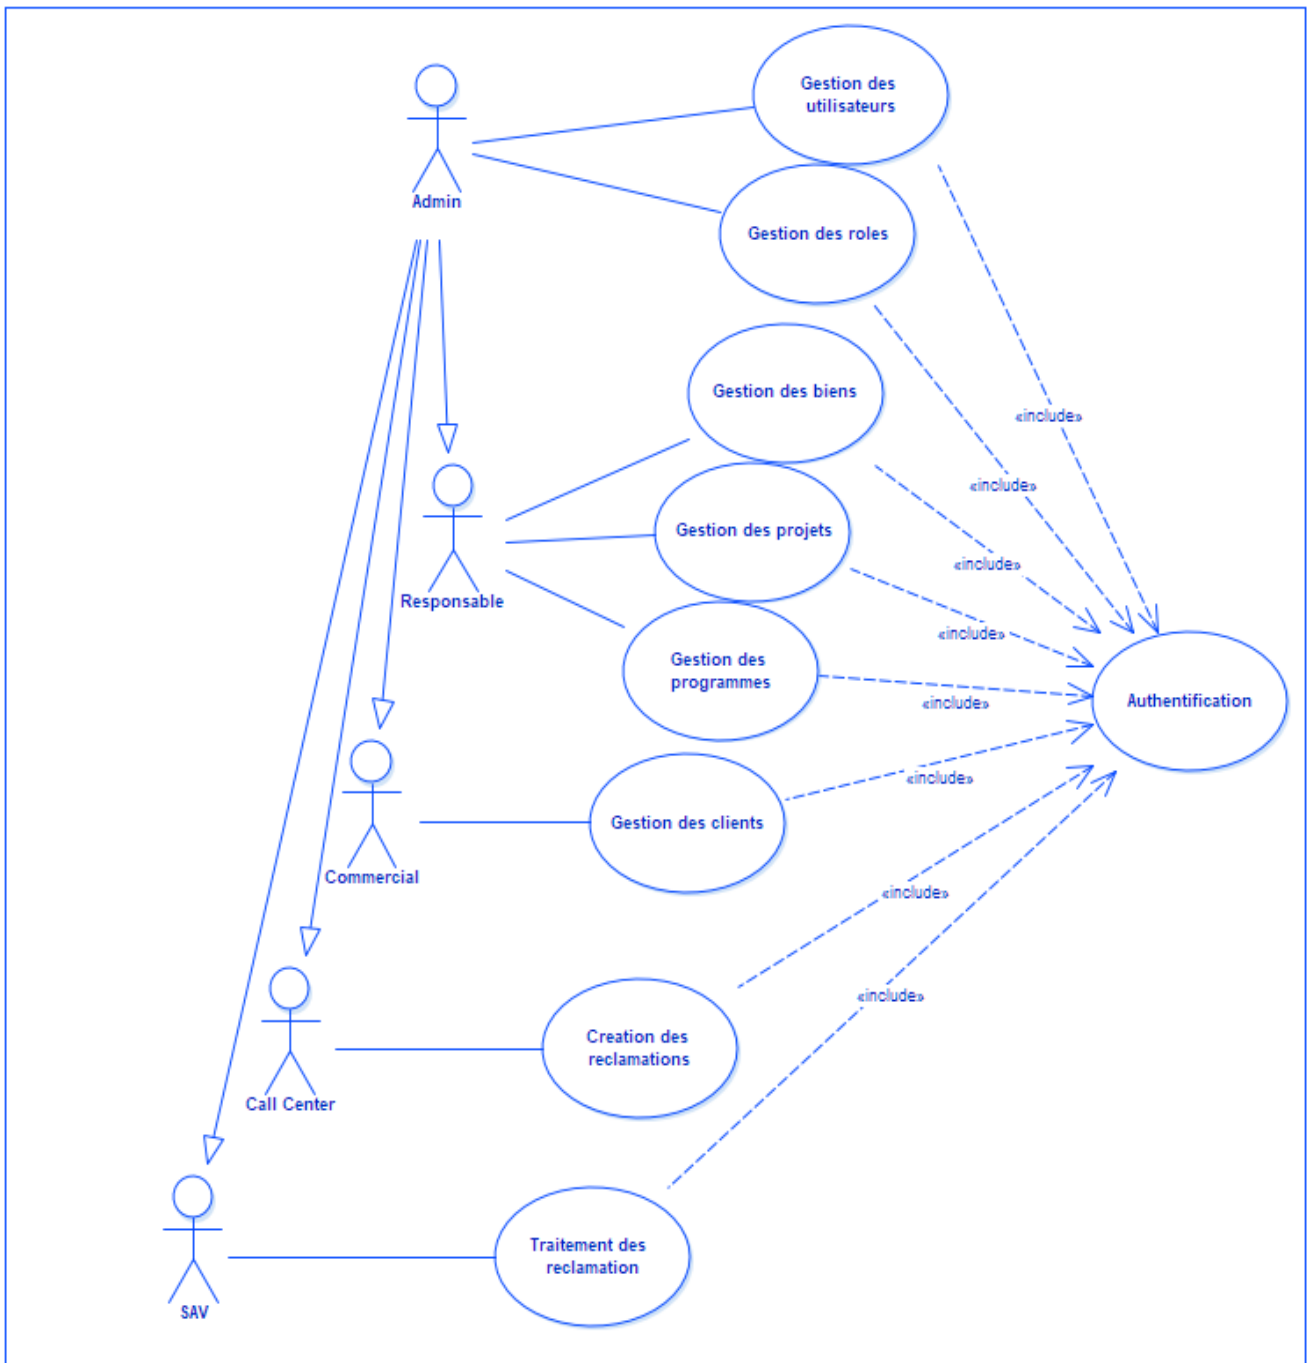 Gestion des
utilisateurs
Admin
Gestion des roles
Gestion des biens
«include»
«include»
Gestion des projets
«include»
Responsable
«include»
Gestion des
programmes
«include»
Authentification
«include»
Gestion des clients
Commercial
«include»
«include»
Creation des
reclamations
Call Center
Traitement des
reclamation
SAV